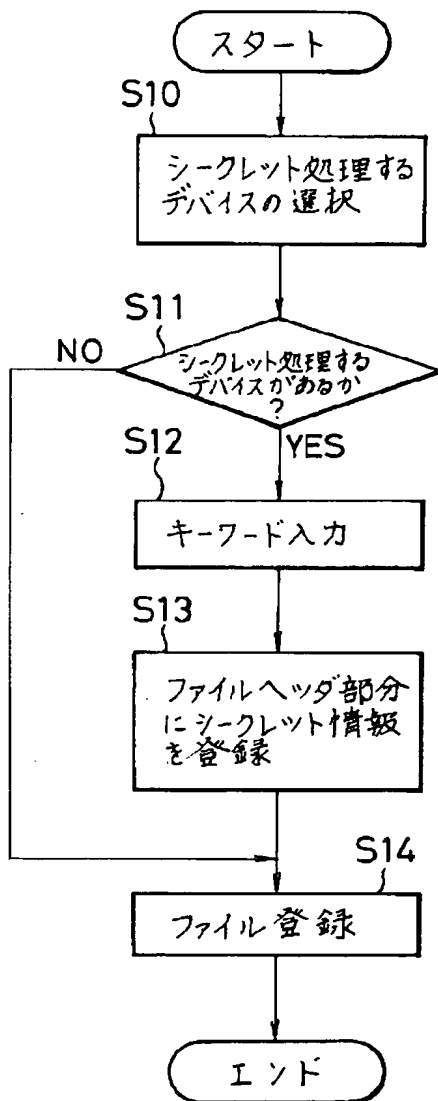 スタート
S10
シークレット処理する
デバイスの選択
S11
NO
シークレット処理する
デバイスがあるか
?
YES
S12
キーワード入力
S13
ファイルヘッダ部分
にシークレット情報
を登録
S14
ファイル登録
エンド